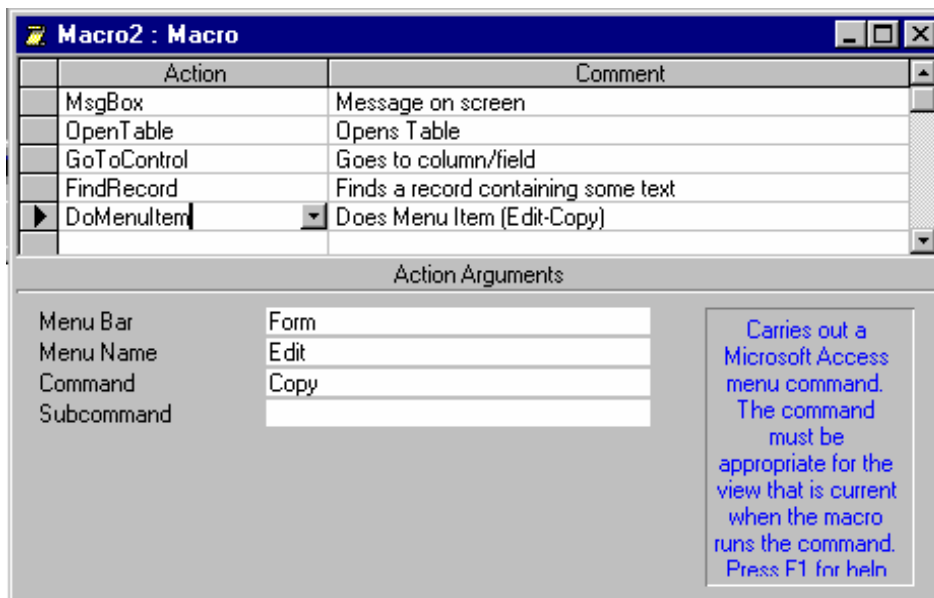 Macro2 : Macro
Action Comment
MsgBox Message on screen
OpenTable Opens Table
GoToControl Goes to column/field
FindRecord Finds a record containing some text
DoMenuItem Does Menu Item (Edit-Copy)
Action Arguments
Menu Bar Form
Menu Name Edit
Command Copy
Subcommand
Carries out a
Microsoft Access
menu command.
The command
must be
appropriate for the
view that is current
when the macro
runs the command.
Press F1 for help